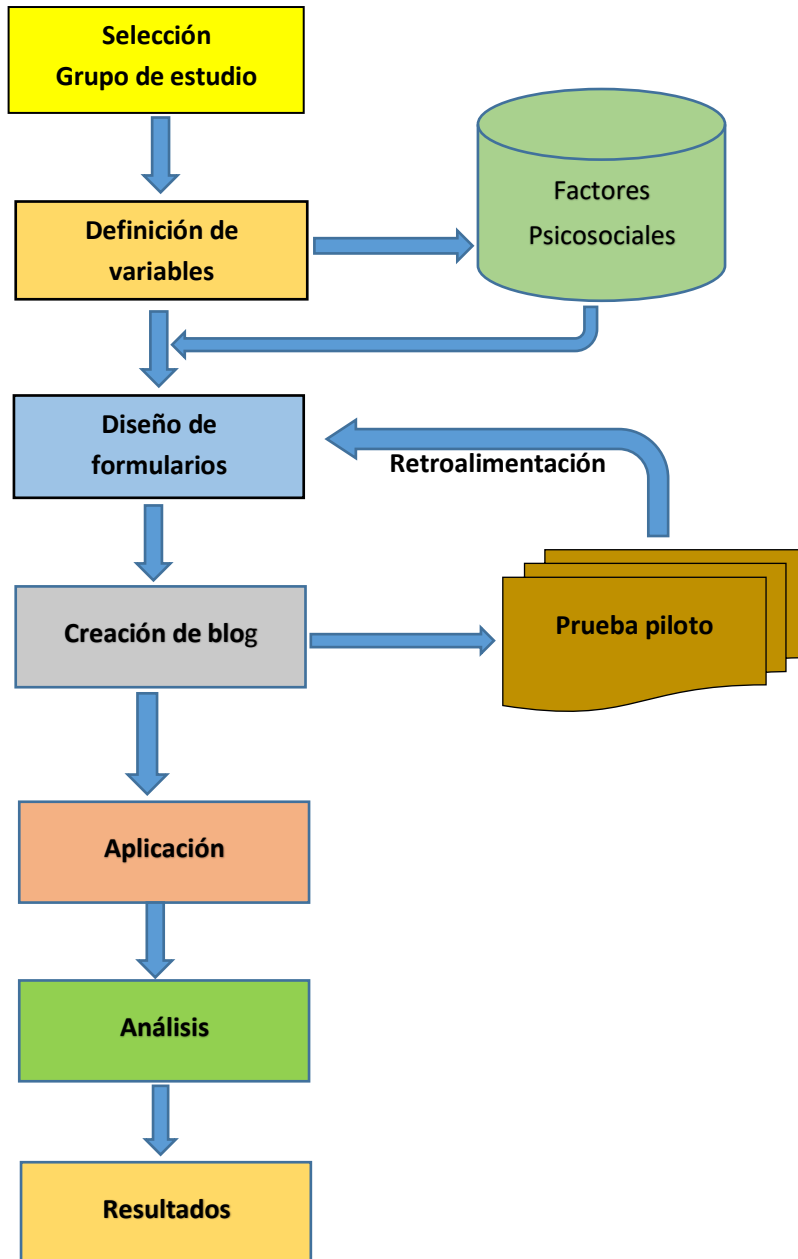 Selección
Grupo de estudio
Definición de
variables
Factores
Psicosociales
Diseño de
formularios
Retroalimentación
Creación de blog
Prueba piloto
Aplicación
Análisis
Resultados